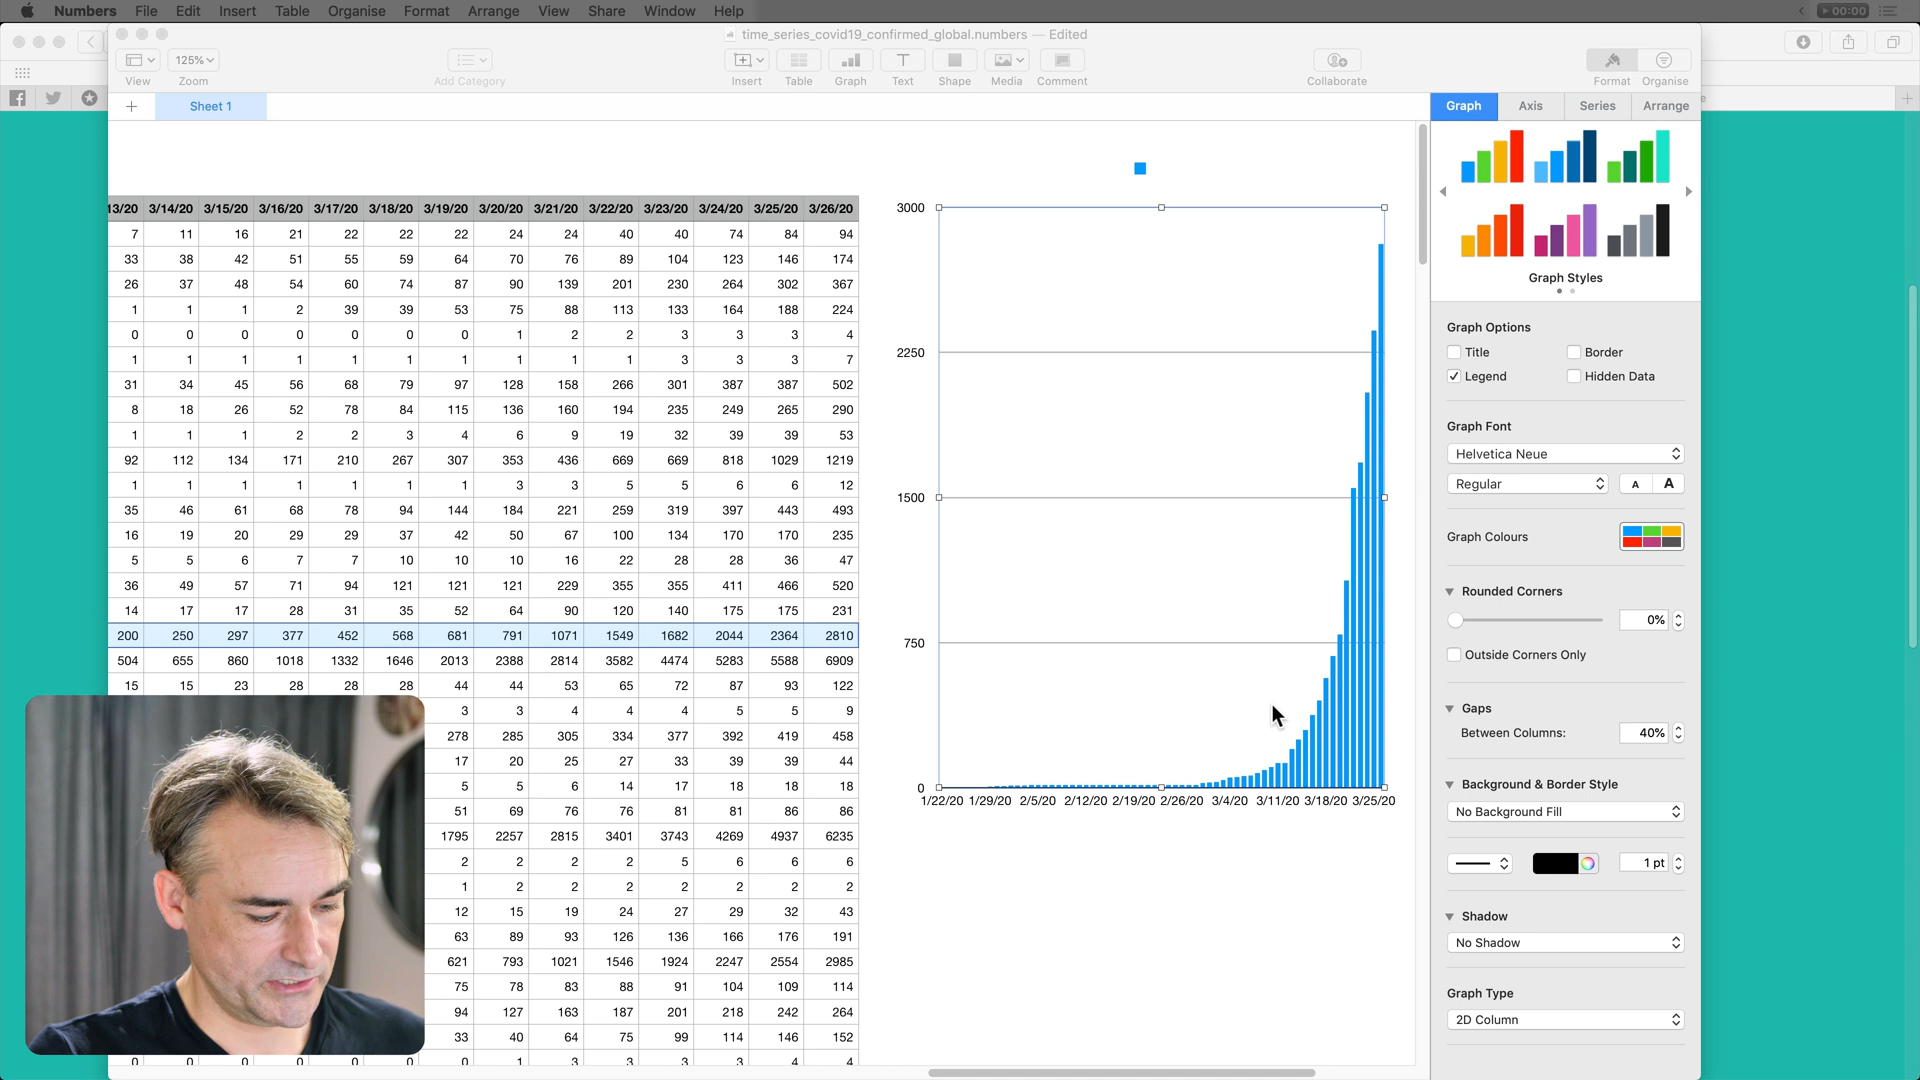 Numbers File Edit Insert Table Organise Format Arrange View Share Window Help
00:00
time_series_covid19_confirmed_global.numbers — Edited
125%
View Zoom Add Category Insert Table Graph Text Shape Media Comment Collaborate Format Organise
Sheet 1
Graph Axis Series Arrange
13/20 3/14/20 3/15/20 3/16/20 3/17/20 3/18/20 3/19/20 3/20/20 3/21/20 3/22/20 3/23/20 3/24/20 3/25/20 3/26/20
7 11 16 21 22 22 22 24 24 40 40 74 84 94
33 38 42 51 55 59 64 70 76 89 104 123 146 174
26 37 48 54 60 74 87 90 139 201 230 264 302 367
1 1 1 2 39 39 53 75 88 113 133 164 188 224
0 0 0 0 0 0 0 1 2 2 3 3 3 4
1 1 1 1 1 1 1 1 1 1 3 3 3 7
31 34 45 56 68 79 97 128 158 266 301 387 387 502
8 18 26 52 78 84 115 136 160 194 235 249 265 290
1 1 1 2 2 3 4 6 9 19 32 39 39 53
92 112 134 171 210 267 307 353 436 669 669 818 1029 1219
1 1 1 1 1 1 1 3 3 5 5 6 6 12
35 46 61 68 78 94 144 184 221 259 319 397 443 493
16 19 20 29 29 37 42 50 67 100 134 170 170 235
5 5 6 7 7 10 10 10 16 22 28 28 36 47
36 49 57 71 94 121 121 121 229 355 355 411 466 520
14 17 17 28 31 35 52 64 90 120 140 175 175 231
200 250 297 377 452 568 681 791 1071 1549 1682 2044 2364 2810
504 655 860 1018 1332 1646 2013 2388 2814 3582 4474 5283 5588 6909
15 15 23 28 28 28 44 44 53 65 72 87 93 122
3 3 4 4 4 5 5 9
278 285 305 334 377 392 419 458
17 20 25 27 33 39 39 44
5 5 6 14 17 18 18 18
51 69 76 76 81 81 86 86
1795 2257 2815 3401 3743 4269 4937 6235
2 2 2 2 5 6 6 6
1 2 2 2 2 2 2 2
12 15 19 24 27 29 32 43
63 89 93 126 136 166 176 191
621 793 1021 1546 1924 2247 2554 2985
75 78 83 88 91 104 109 114
94 127 163 187 201 218 242 264
33 40 64 75 99 114 146 152
0 0 0 0 0 0 0 1 3 3 3 3 4 4
3000
2250
1500
750
0
1/22/20 1/29/20 2/5/20 2/12/20 2/19/20 2/26/20 3/4/20 3/11/20 3/18/20 3/25/20
Graph Styles
Graph Options
Title Border
Legend Hidden Data
Graph Font
Helvetica Neue
Regular A A
Graph Colours
Rounded Corners
0%
Outside Corners Only
Gaps
Between Columns: 40%
Background & Border Style
No Background Fill
1 pt
Shadow
No Shadow
Graph Type
2D Column